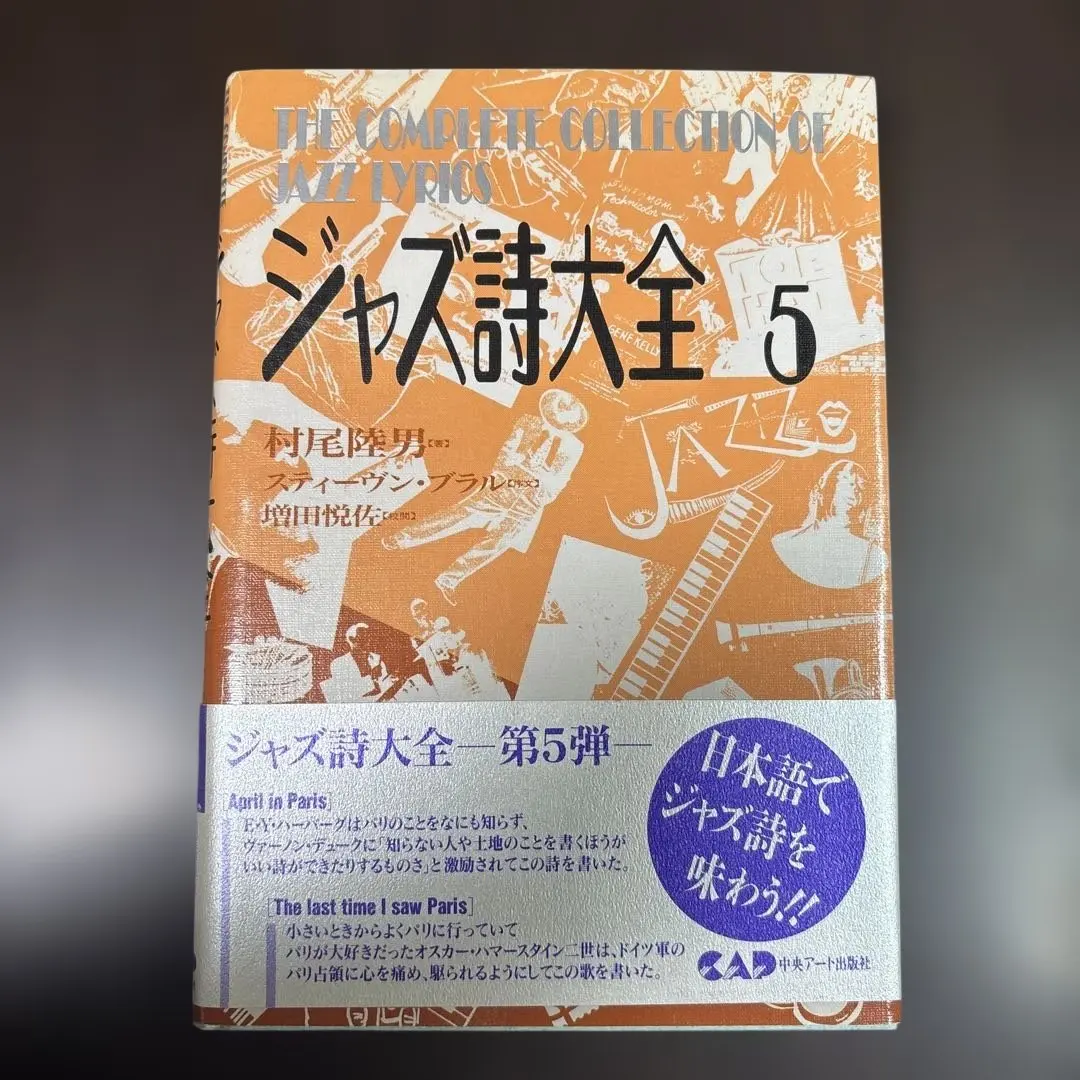 THE COMPLETE COLLECTION OF
JAZZ LYRICS
ジャズ詩大全 5
村尾陸男【著】
スティーヴン・ブラル【序文】
増田悦佐
Technicolor
GENE KELLY
JAZZ
ジャズ詩大全—第5弾—
[April in Paris]
E・Y・ハーバーグはパリのことをなにも知らず、
ヴァーノン・デュークに「知らない人や土地のことを書くほうが
いい詩ができたりするものさ」と激励されてこの詩を書いた。
[The last time I saw Paris]
小さいときからよくパリに行っていて
パリが大好きだったオスカー・ハマースタイン二世は、ドイツ軍の
パリ占領に心を痛め、駆られるようにしてこの歌を書いた。
日本語で
ジャズ詩を
味わう!!
CAD 中央アート出版社